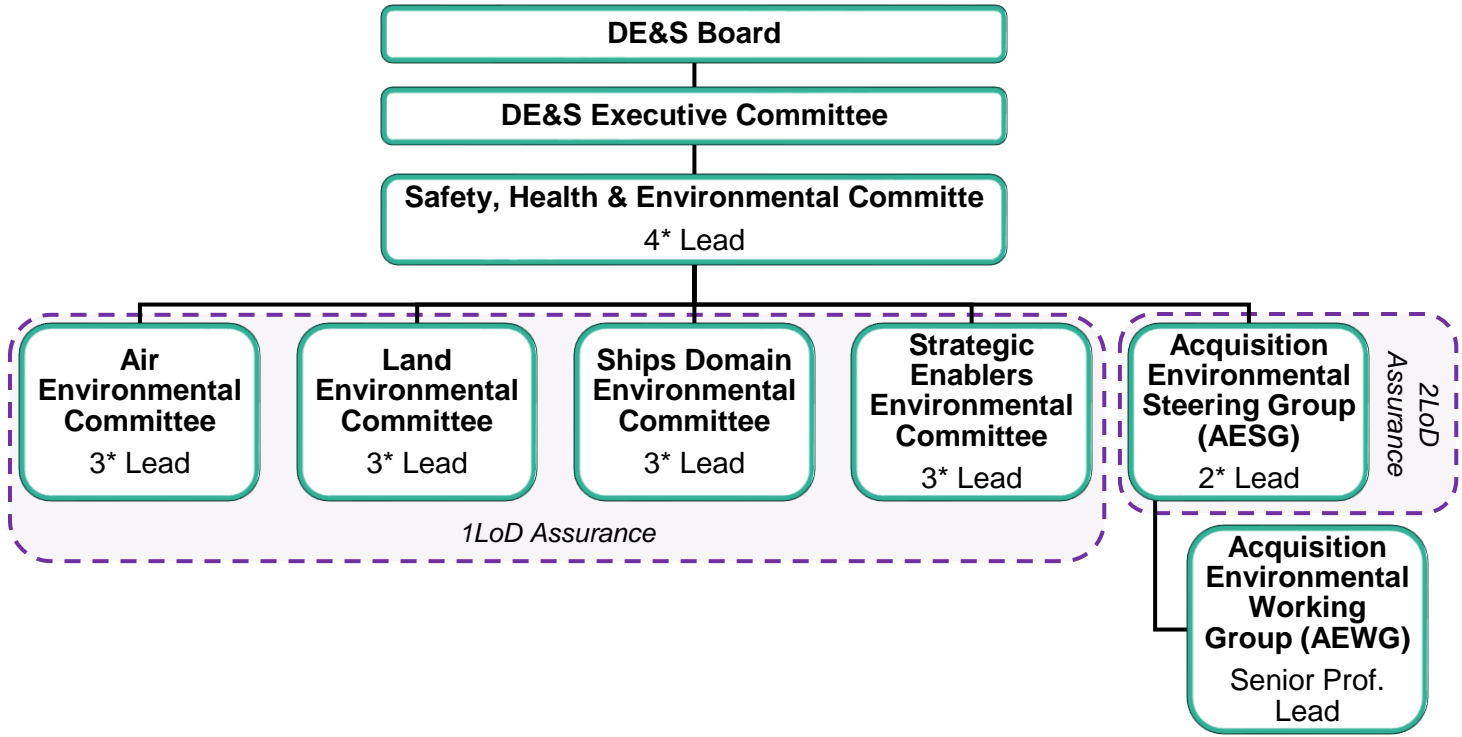 DE&S Board
DE&S Executive Committee
Safety, Health & Environmental Committe
4* Lead
Air
Environmental
Committee
3* Lead
Land
Environmental
Committee
3* Lead
Ships Domain
Environmental
Committee
3* Lead
Strategic
Enablers
Environmental
Committee
3* Lead
1LoD Assurance
Acquisition
Environmental
Steering Group
(AESG)
2* Lead
2LoD
Assurance
Acquisition
Environmental
Working
Group (AEWG)
Senior Prof.
Lead